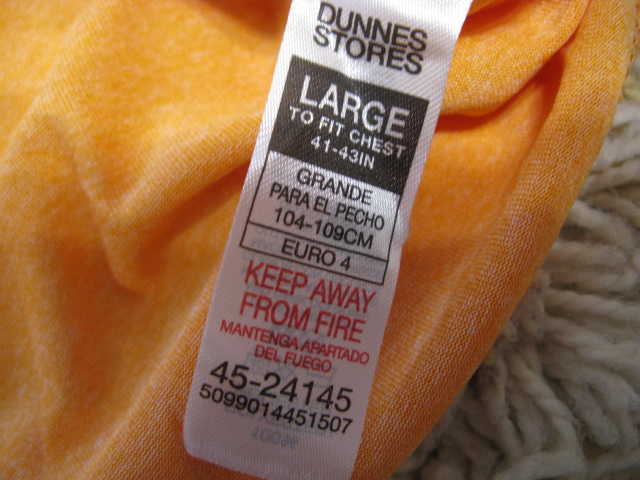 DUNNES
STORES
LARGE
TO FIT CHEST
41-43IN
GRANDE
PARA EL PECHO
104-109CM
EURO 4
KEEP AWAY
FROM FIRE
MANTENGA APARTADO
DEL FUEGO
45-24145
5099014451507